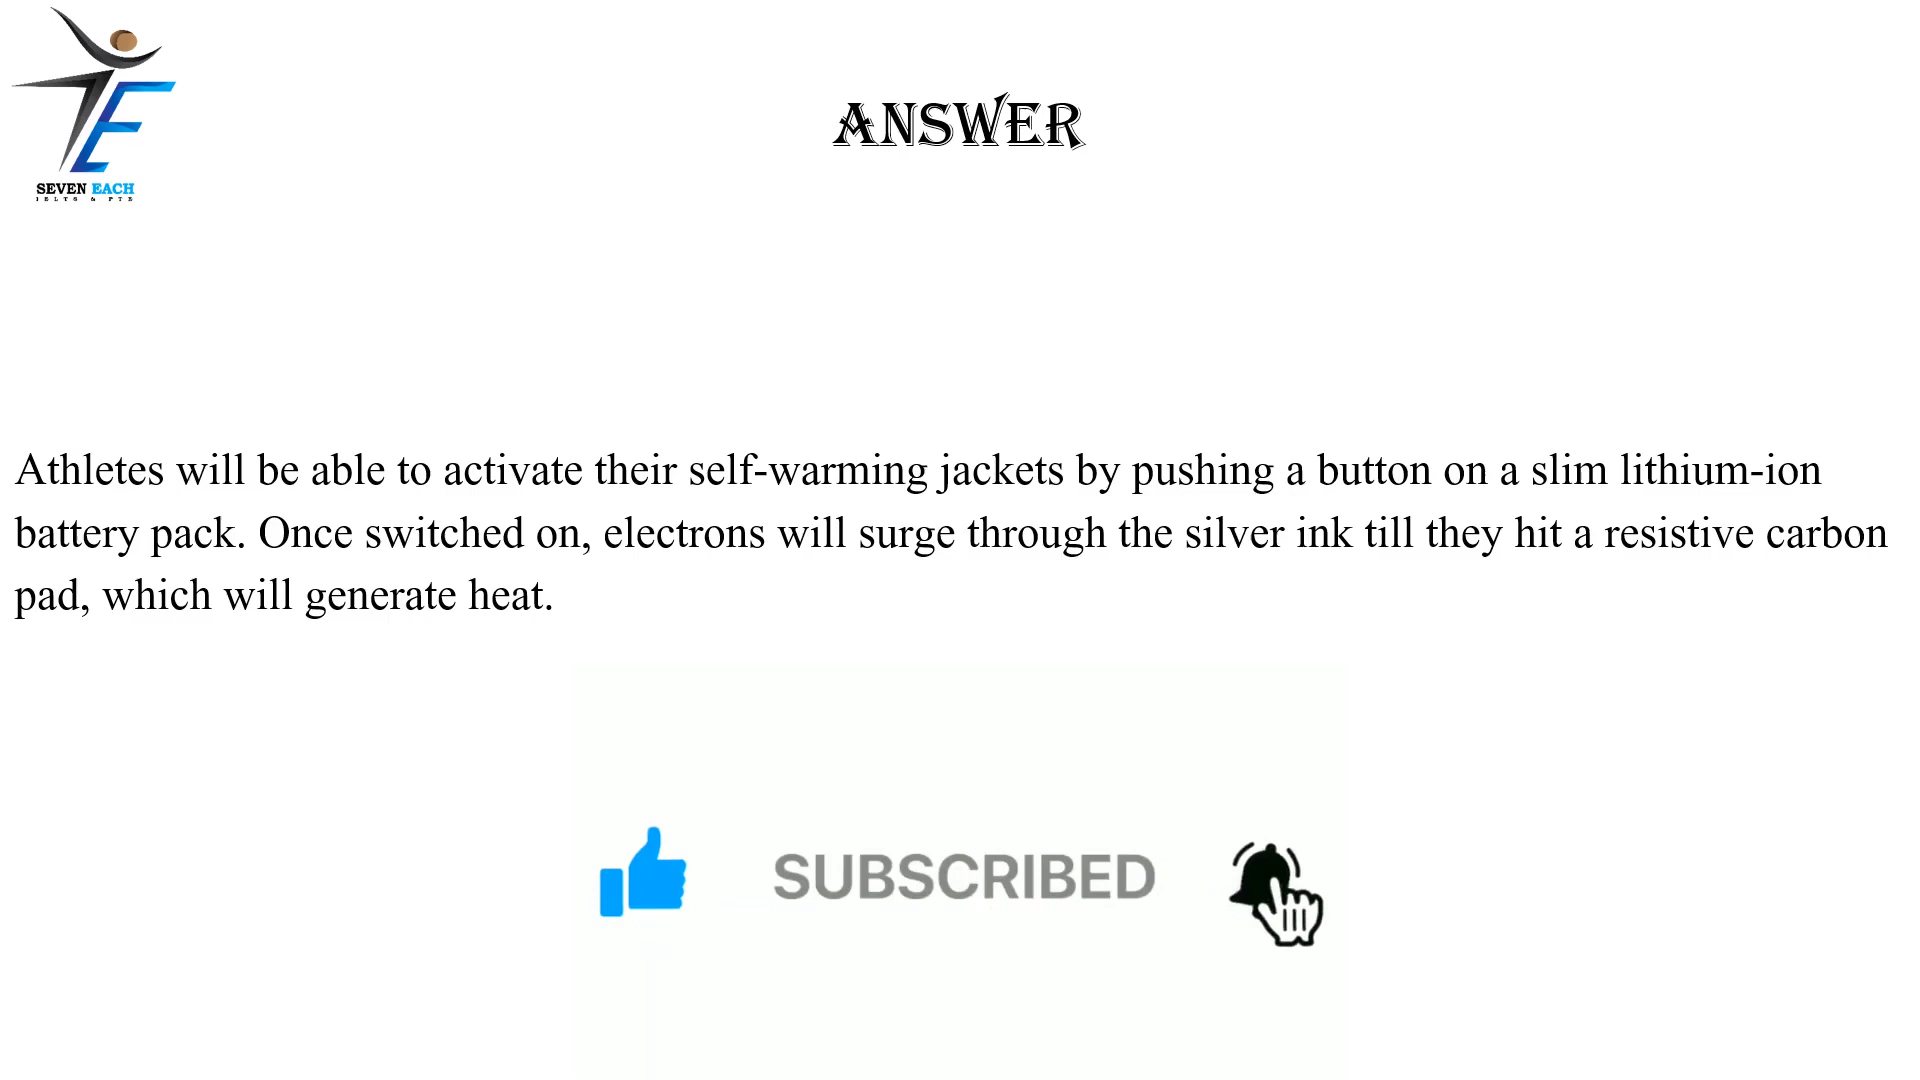 ANSWER
SEVEN EACH
IELTS & PTE
Athletes will be able to activate their self-warming jackets by pushing a button on a slim lithium-ion
battery pack. Once switched on, electrons will surge through the silver ink till they hit a resistive carbon
pad, which will generate heat.
SUBSCRIBED